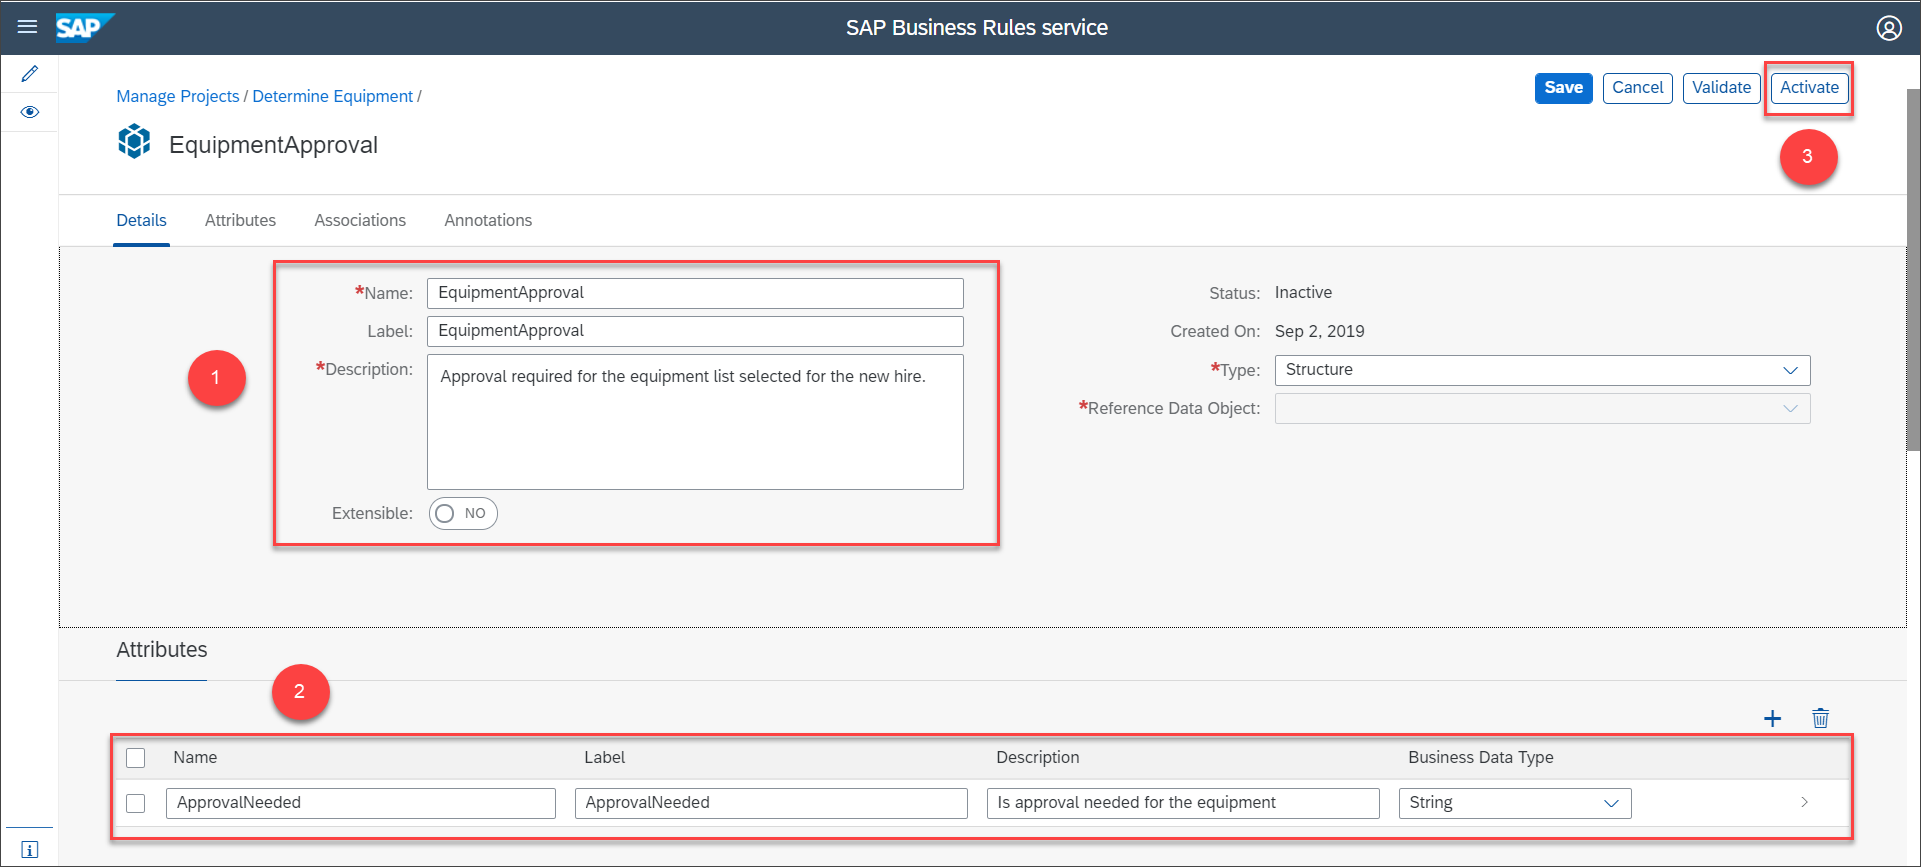 SAP SAP Business Rules service
Manage Projects / Determine Equipment /
Save Cancel Validate Activate
EquipmentApproval
3
Details Attributes Associations Annotations
*Name: EquipmentApproval
Label: EquipmentApproval
*Description: Approval required for the equipment list selected for the new hire.
Extensible: NO
1
Status: Inactive
Created On: Sep 2, 2019
*Type: Structure
*Reference Data Object:
Attributes
2
Name Label Description Business Data Type
ApprovalNeeded ApprovalNeeded Is approval needed for the equipment String